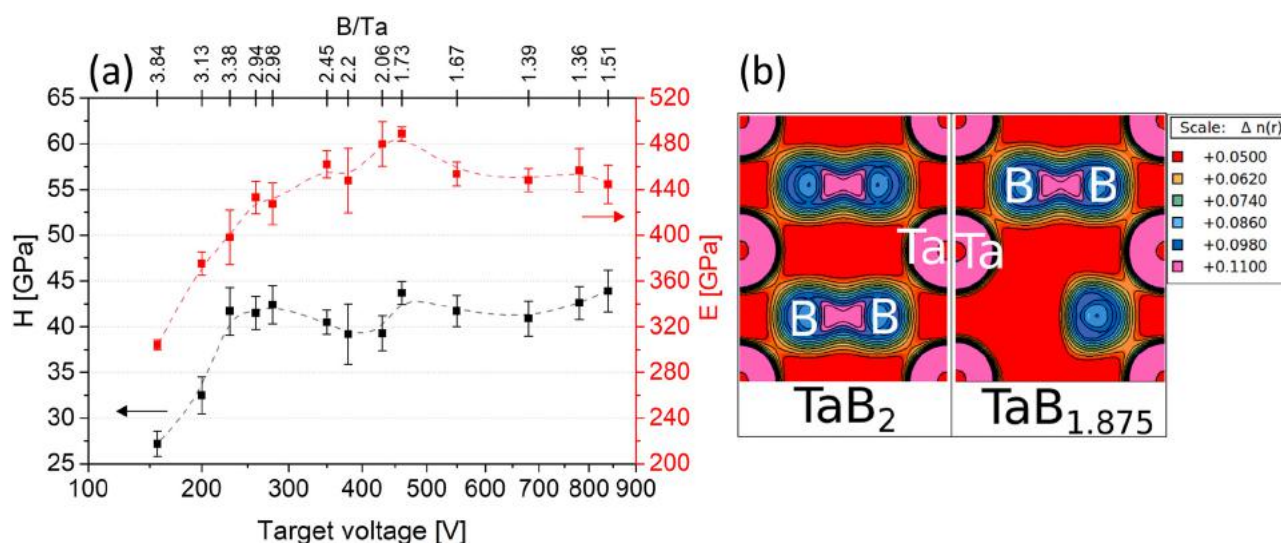 B/Ta
(a)
3.84 3.13 3.38 2.94 2.98 2.45 2.2 2.06 1.73 1.67 1.39 1.36 1.51
65
60
55
50
45
40
35
30
25
H [GPa]
520
480
440
400
360
320
280
240
200
E [GPa]
100 200 300 400 500 600 700 800 900
Target voltage [V]
(b)
B B
Ta Ta
B B
TaB2
TaB1.875
Scale: Δ n(r)
+0.0500
+0.0620
+0.0740
+0.0860
+0.0980
+0.1100